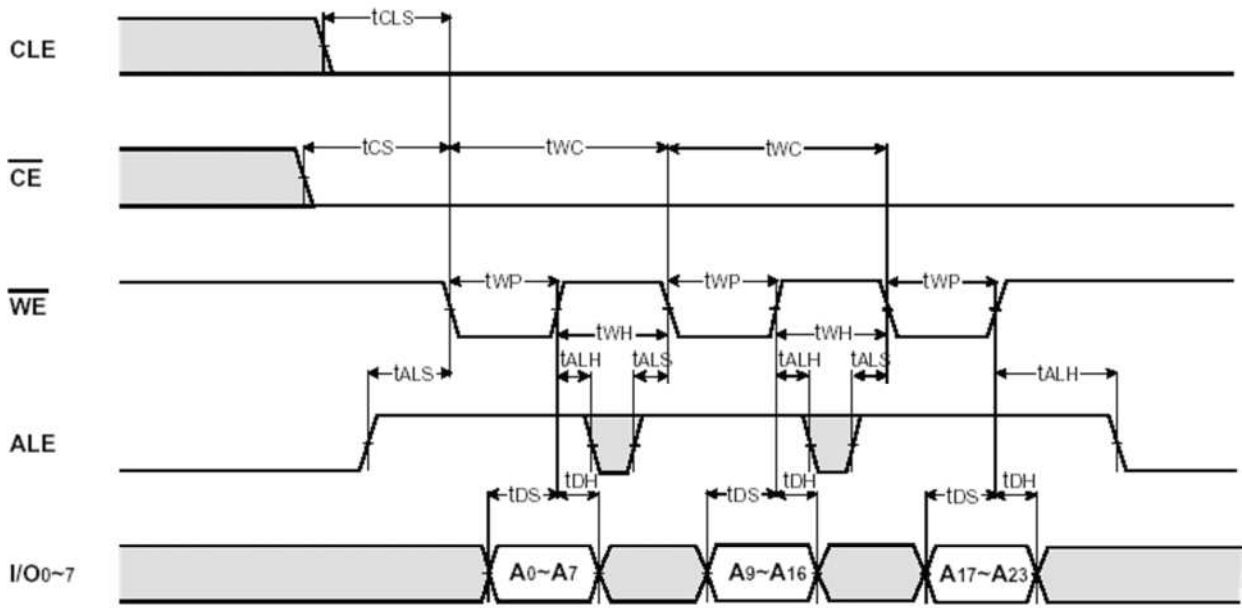 tCLS
CLE
tCS tWC tWC
CE
tWP tWP tWP
WE
tWH tWH
tALH tALS tALH tALS
tALS tALH
ALE
tDS tDH tDS tDH tDS tDH
I/O0~7 A0~A7 A9~A16 A17~A23